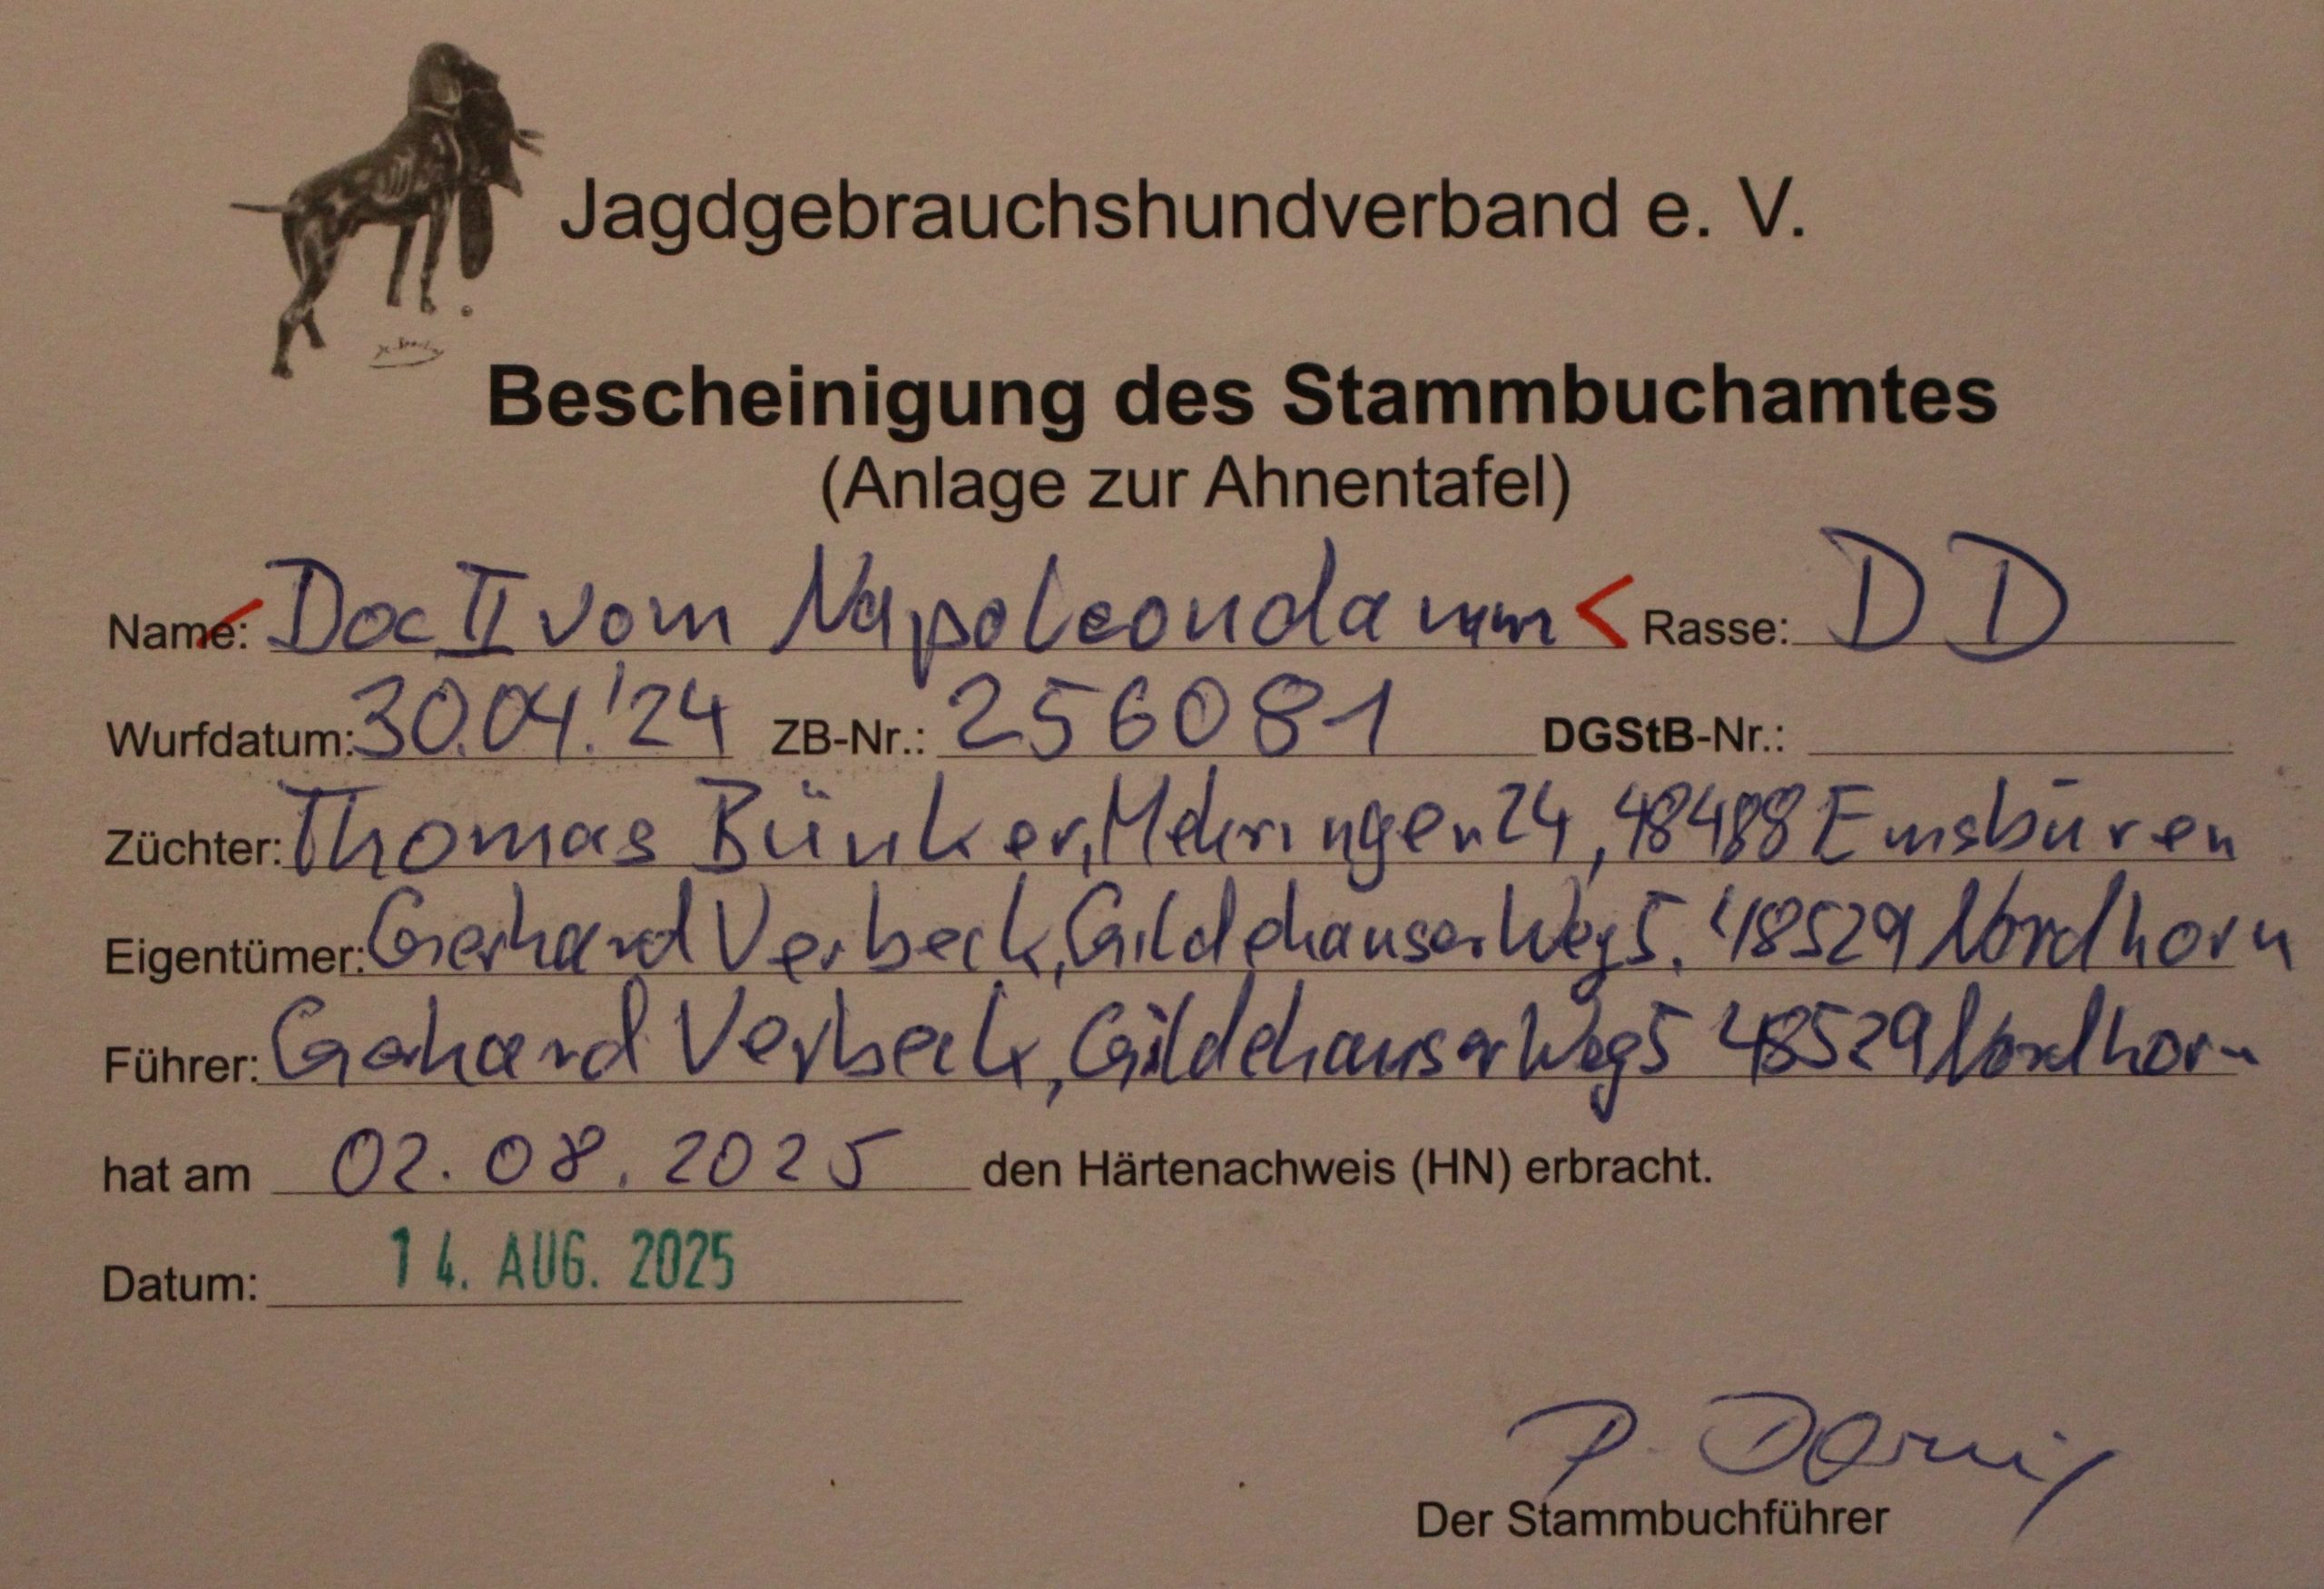 Jagdgebrauchshundverband e. V.
Bescheinigung des Stammbuchamtes
(Anlage zur Ahnentafel)
Name: Doc II vom Napoleondamm Rasse: DD
Wurfdatum: 30.04.'24 ZB-Nr.: 256081 DGStB-Nr.:
Züchter: Thomas Bünker, Mehringen 24, 48488 Emsbüren
Eigentümer: Gerhard Verbeck, Gildehauser Weg 5, 48529 Nordhorn
Führer: Gerhard Verbeck, Gildehauser Weg 5 48529 Nordhorn
hat am 02.08.2025 den Härtenachweis (HN) erbracht.
Datum: 14. AUG. 2025
Der Stammbuchführer